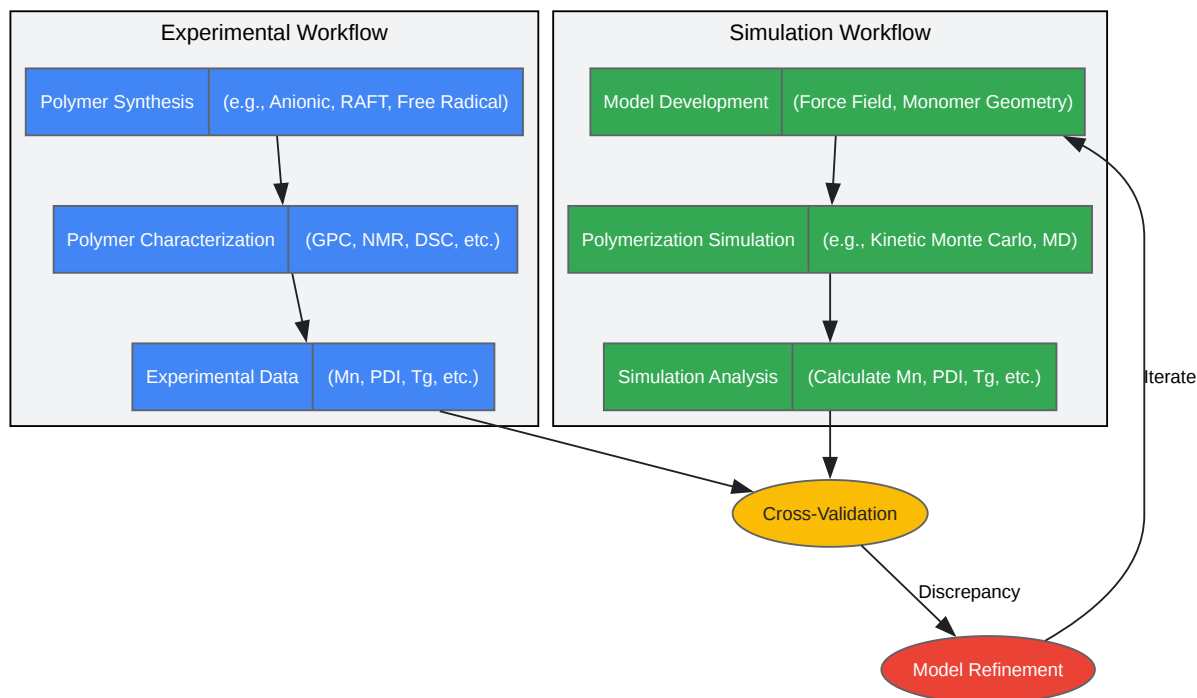 Experimental Workflow
Polymer Synthesis (e.g., Anionic, RAFT, Free Radical)
Polymer Characterization (GPC, NMR, DSC, etc.)
Experimental Data (Mn, PDI, Tg, etc.)
Simulation Workflow
Model Development (Force Field, Monomer Geometry)
Polymerization Simulation (e.g., Kinetic Monte Carlo, MD)
Simulation Analysis (Calculate Mn, PDI, Tg, etc.)
Iterate
Cross-Validation
Discrepancy
Model Refinement